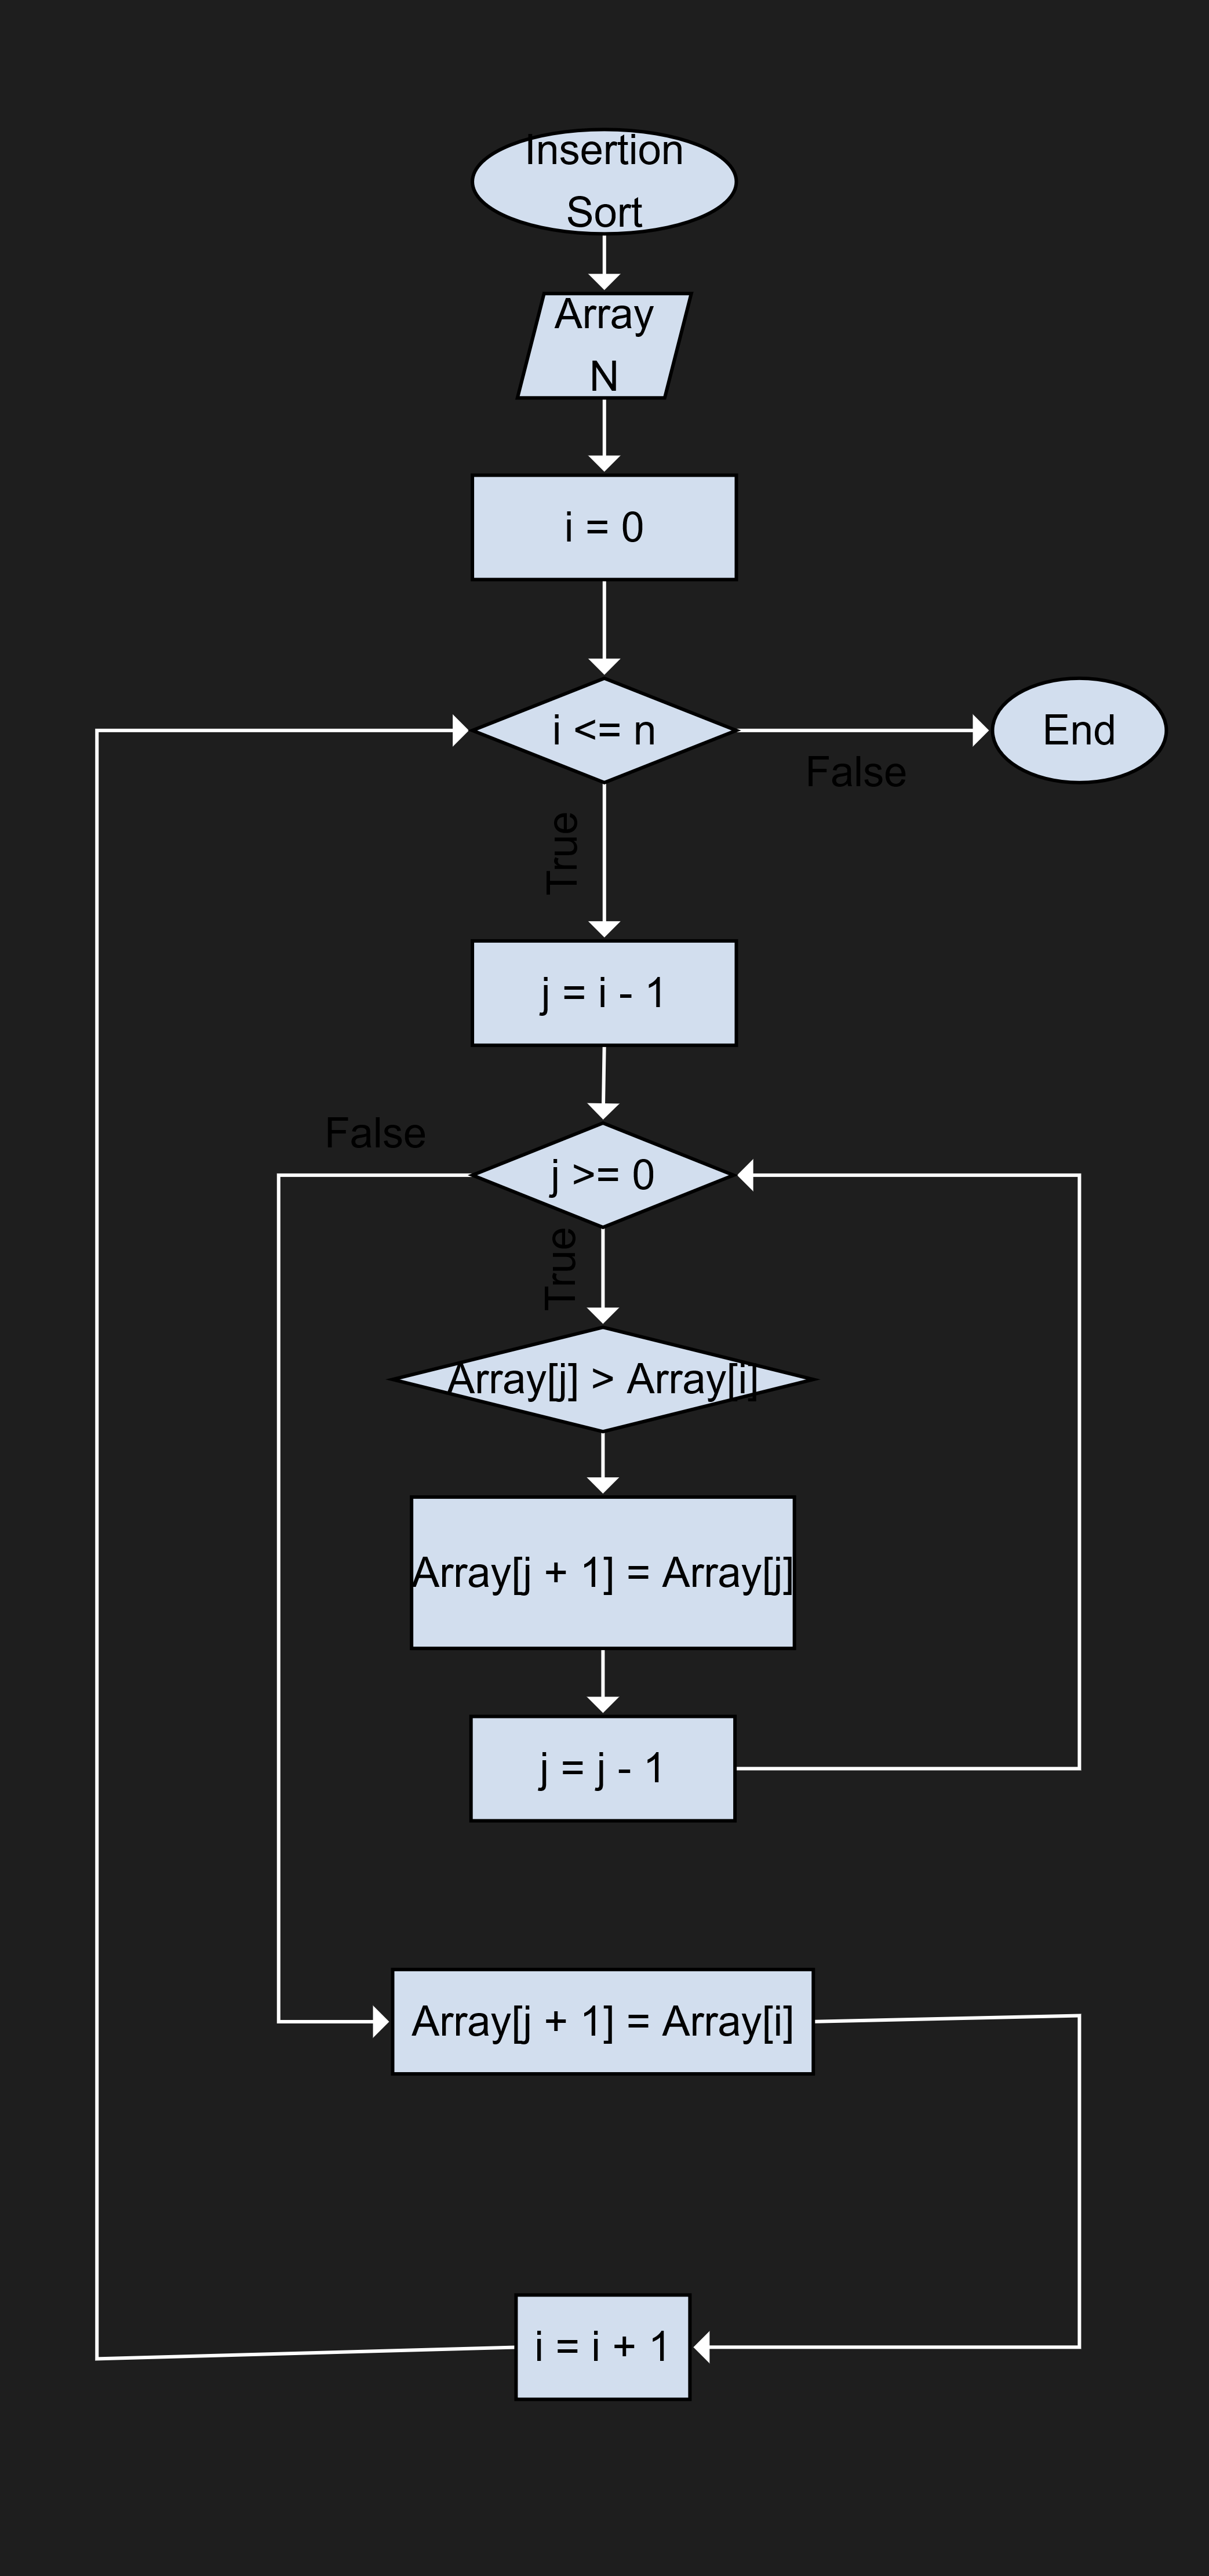 Insertion
Sort
Array
N
i = 0
i <= n
End
False
True
j = i - 1
False
j >= 0
True
Array[j] > Array[i]
Array[j + 1] = Array[j]
j = j - 1
Array[j + 1] = Array[i]
i = i + 1